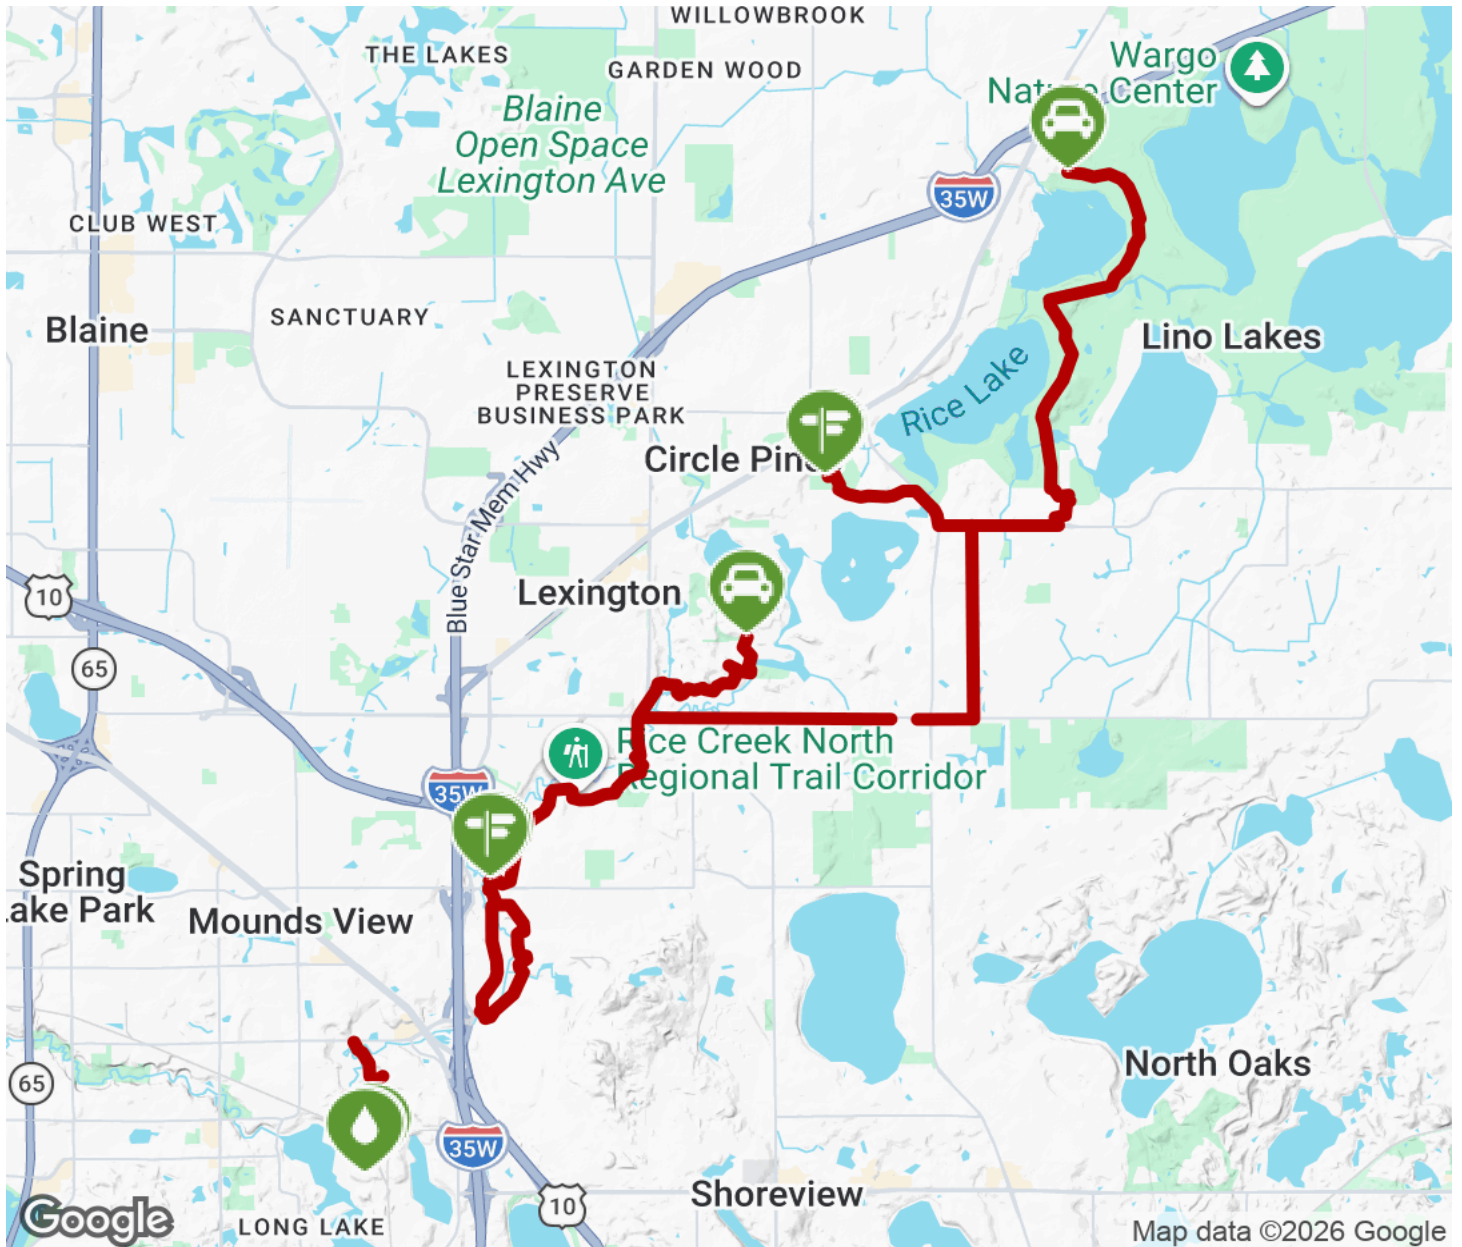 WILLOWBROOK
THE LAKES
GARDEN WOOD
Wargo
Nature Center
Blaine
Open Space
Lexington Ave
35W
CLUB WEST
SANCTUARY
Blaine
Lino Lakes
LEXINGTON
PRESERVE
BUSINESS PARK
Rice Lake
Circle Pine
Blue Star Mem Hwy
10
Lexington
65
Rice Creek North
Regional Trail Corridor
35W
Spring
Lake Park
Mounds View
North Oaks
65
35W
Shoreview
10
LONG LAKE
Google
Map data ©2026 Google